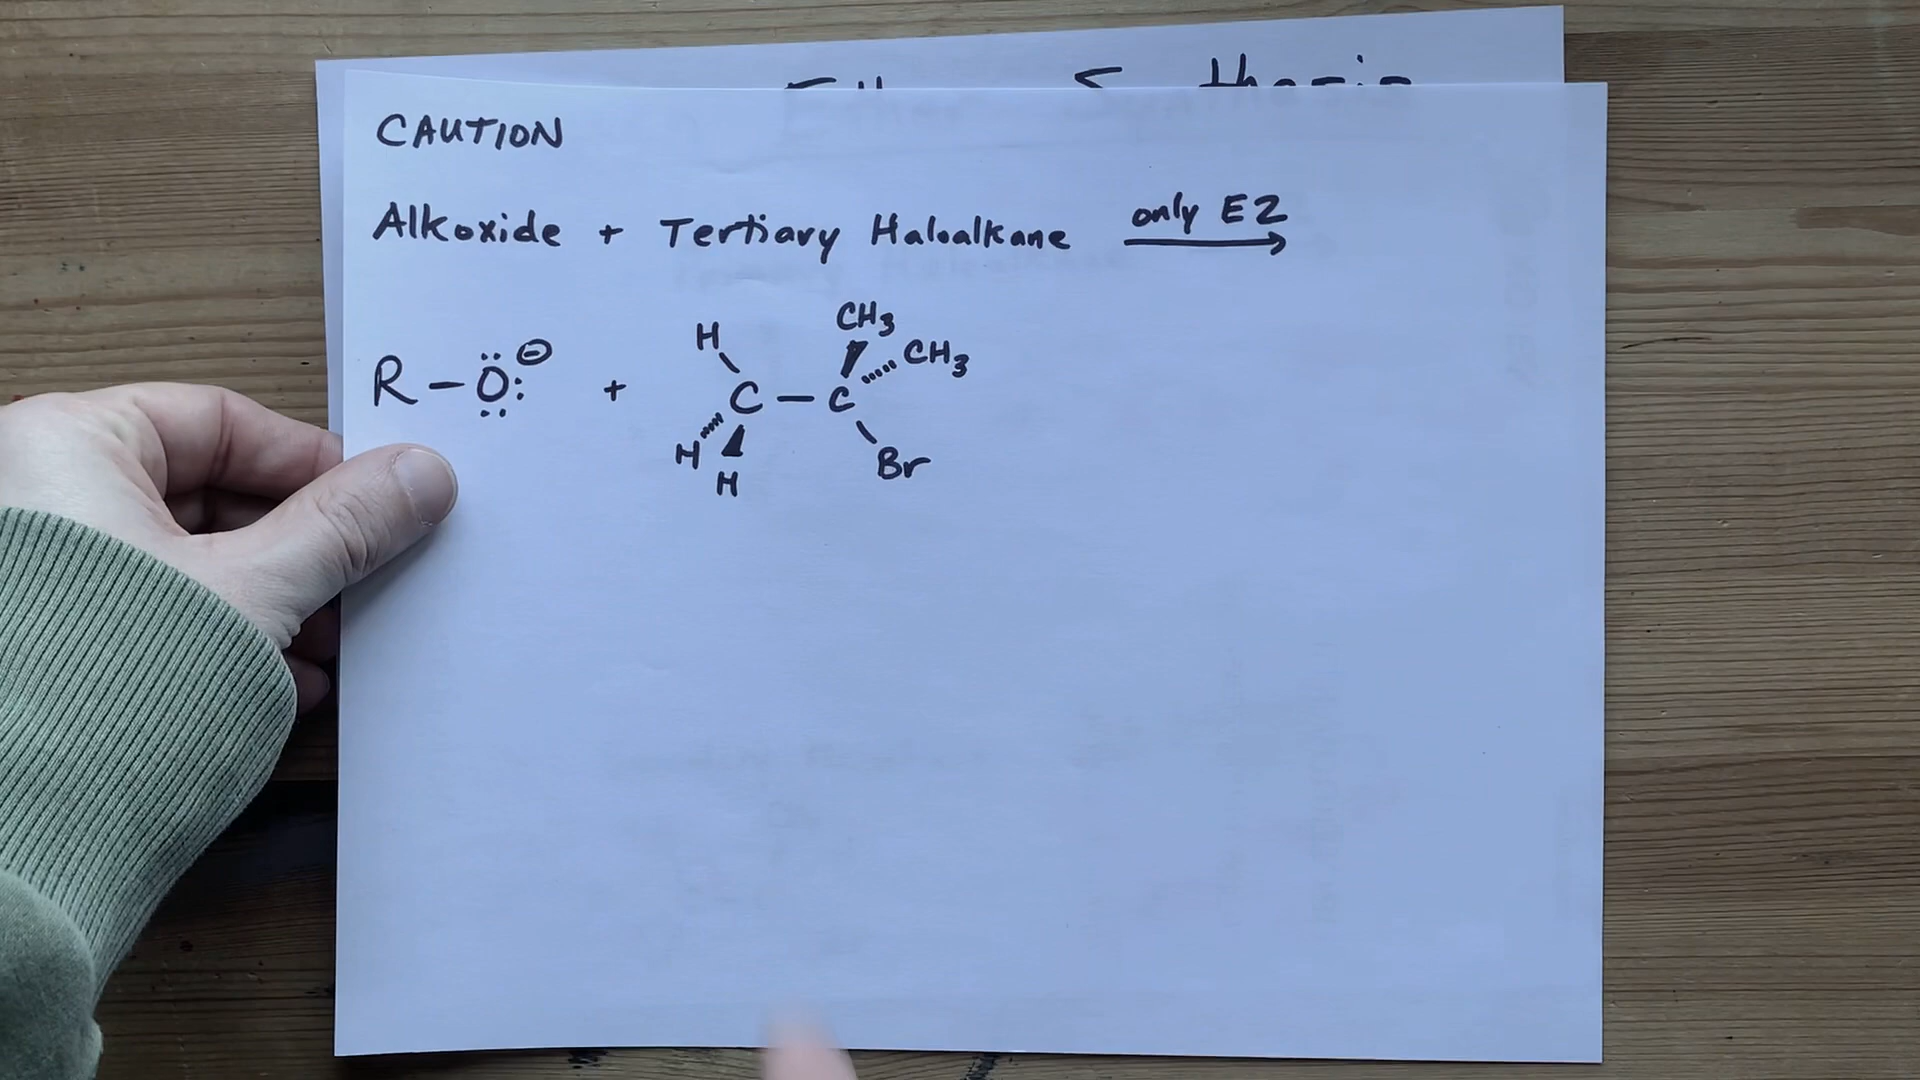 CAUTION
only E2
Alkoxide + Tertiary Haloalkane ⟶
CH3
H
CH3
R – Ö: ⊖ + C – C
H
Br
H